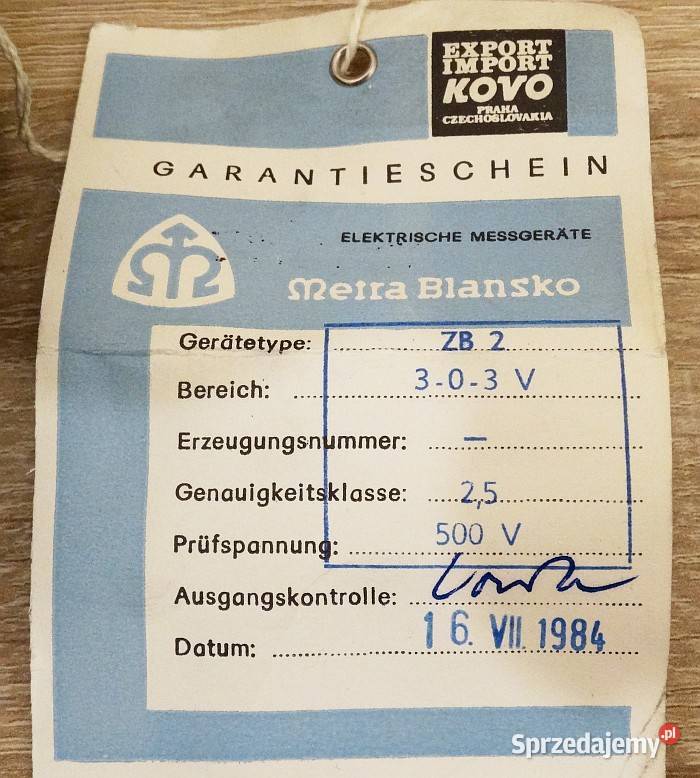 EXPORT
IMPORT
KOVO
PRAHA
CZECHOSLOVAKIA
GARANTIESCHEIN
ELEKTRISCHE MESSGERÄTE
Metra Blansko
Gerätetype: ZB 2
Bereich: 3-0-3 V
Erzeugungsnummer: –
Genauigkeitsklasse: 2,5
Prüfspannung: 500 V
Ausgangskontrolle:
Datum: 16. VII. 1984
Sprzedajemy.pl